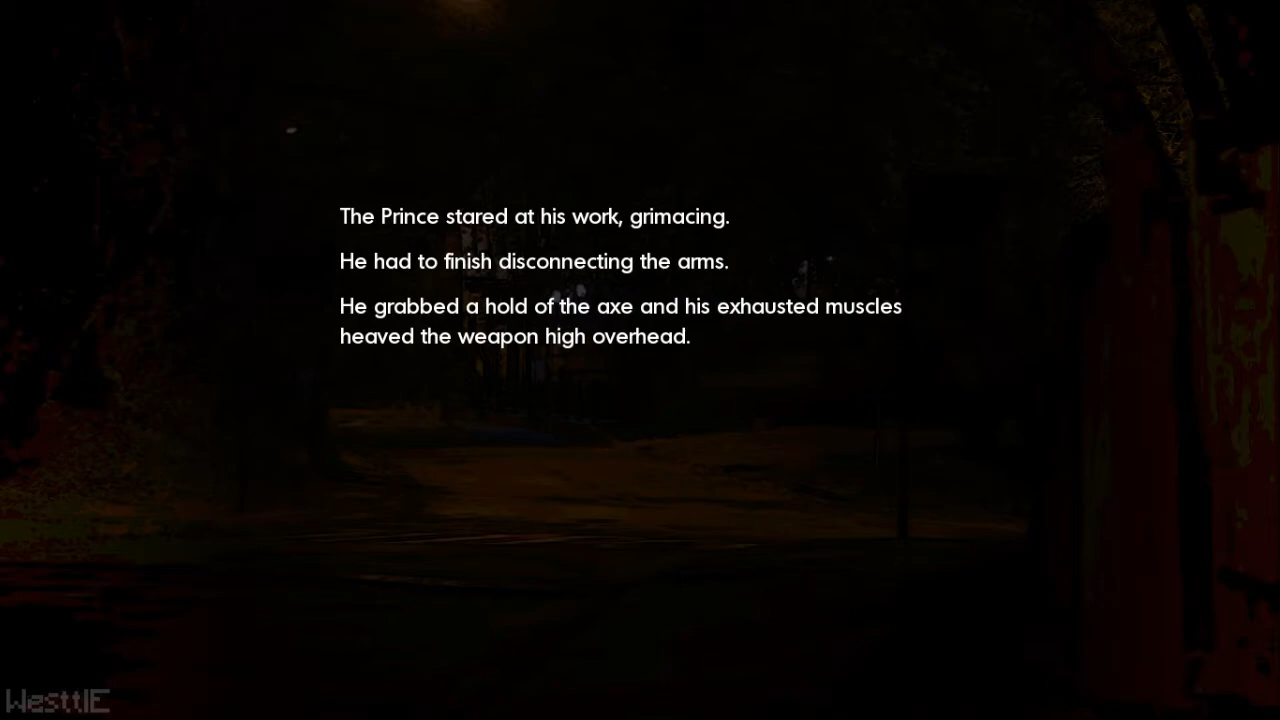 The Prince stared at his work, grimacing.
He had to finish disconnecting the arms.
He grabbed a hold of the axe and his exhausted muscles
heaved the weapon high overhead.
WesttlE